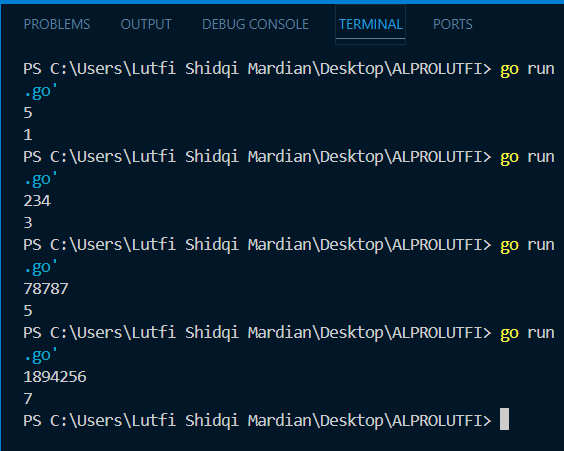 PROBLEMS OUTPUT DEBUG CONSOLE TERMINAL PORTS
PS C:\Users\Lutfi Shidqi Mardian\Desktop\ALPROLUTFI> go run
.go'
5
1
PS C:\Users\Lutfi Shidqi Mardian\Desktop\ALPROLUTFI> go run
.go'
234
3
PS C:\Users\Lutfi Shidqi Mardian\Desktop\ALPROLUTFI> go run
.go'
78787
5
PS C:\Users\Lutfi Shidqi Mardian\Desktop\ALPROLUTFI> go run
.go'
1894256
7
PS C:\Users\Lutfi Shidqi Mardian\Desktop\ALPROLUTFI>